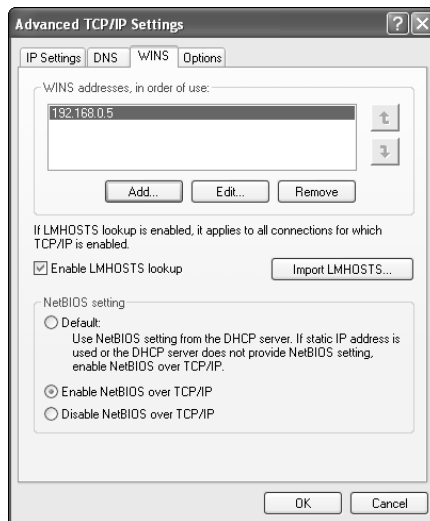 Advanced TCP/IP Settings
IP Settings DNS WINS Options
WINS addresses, in order of use:
192.168.0.5
Add... Edit... Remove
If LMHOSTS lookup is enabled, it applies to all connections for which
TCP/IP is enabled.
Enable LMHOSTS lookup Import LMHOSTS...
NetBIOS setting
Default:
Use NetBIOS setting from the DHCP server. If static IP address is
used or the DHCP server does not provide NetBIOS setting,
enable NetBIOS over TCP/IP.
Enable NetBIOS over TCP/IP
Disable NetBIOS over TCP/IP
OK Cancel